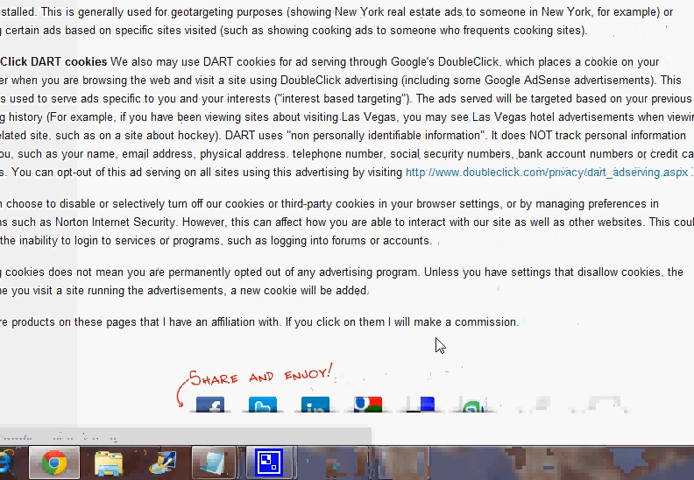 stalled. This is generally used for geotargeting purposes (showing New York real estate ads to someone in New York, for example) or
certain ads based on specific sites visited (such as showing cooking ads to someone who frequents cooking sites).
Click DART cookies We also may use DART cookies for ad serving through Google's DoubleClick, which places a cookie on your
er when you are browsing the web and visit a site using DoubleClick advertising (including some Google AdSense advertisements). This
s used to serve ads specific to you and your interests ("interest based targeting"). The ads served will be targeted based on your previous
g history (For example, if you have been viewing sites about visiting Las Vegas, you may see Las Vegas hotel advertisements when viewin
elated site, such as on a site about hockey). DART uses "non personally identifiable information". It does NOT track personal information
ou, such as your name, email address, physical address. telephone number, social security numbers, bank account numbers or credit ca
s. You can opt-out of this ad serving on all sites using this advertising by visiting http://www.doubleclick.com/privacy/dart_adserving.aspx
n choose to disable or selectively turn off our cookies or third-party cookies in your browser settings, or by managing preferences in
ns such as Norton Internet Security. However, this can affect how you are able to interact with our site as well as other websites. This coul
the inability to login to services or programs, such as logging into forums or accounts.
g cookies does not mean you are permanently opted out of any advertising program. Unless you have settings that disallow cookies, the
me you visit a site running the advertisements, a new cookie will be added.
re products on these pages that I have an affiliation with. If you click on them I will make a commission.
SHARE AND ENJOY!